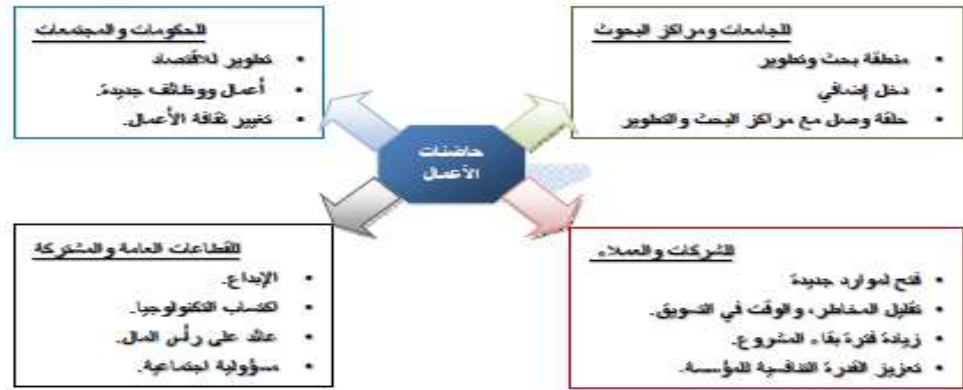 للجامعات ومراكز البحوث
• منطقة بحث وتطوير
• دخل إضافي
• حلقة وصل مع مراكز البحث والتطوير
للحكومات والمجتمعات
• تطوير للاقتصاد
• أعمال ووظائف جديدة.
• تغيير ثقافة الأعمال.
حاضنات
الأعمال
للشركات والعملاء
• فتح لموارد جديدة
• تقليل المخاطر، والوقت في التسويق.
• زيادة فترة بقاء المشروع.
• تعزيز القدرة التنافسية للمؤسسة.
للقطاعات العامة والمشتركة
• الإبداع.
• اكتساب التكنولوجيا.
• عائد على رأس المال.
• مسؤولية اجتماعية.